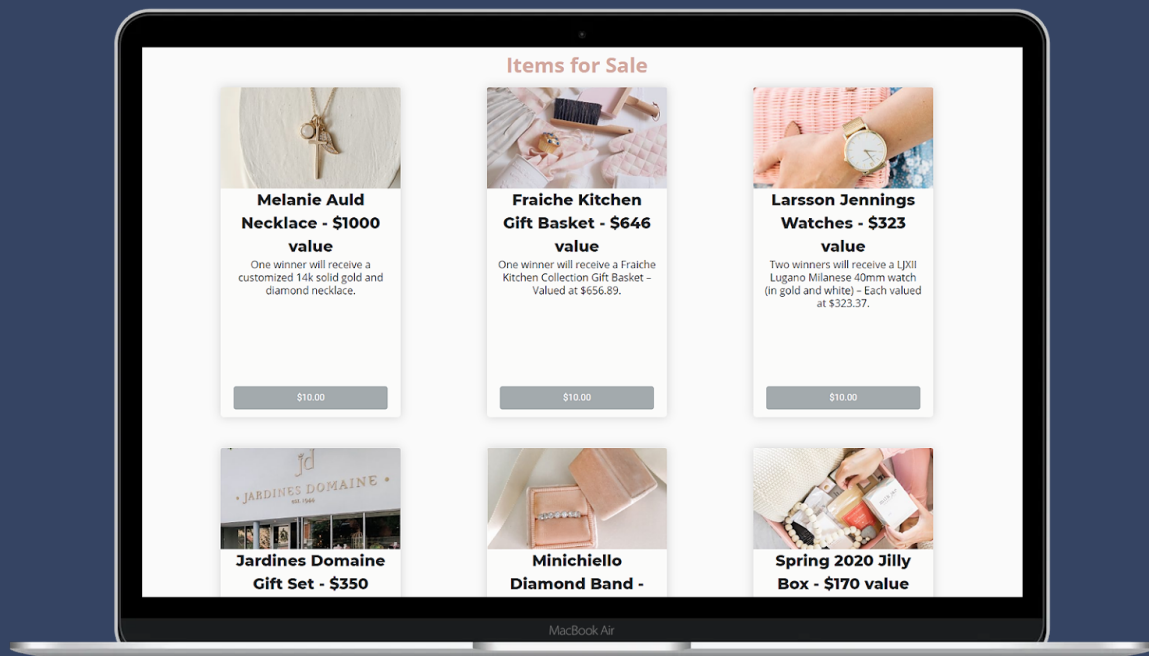 Items for Sale
Melanie Auld
Necklace - $1000
value
One winner will receive a
customized 14k solid gold and
diamond necklace.
$10.00
Fraiche Kitchen
Gift Basket - $646
value
One winner will receive a Fraiche
Kitchen Collection Gift Basket –
Valued at $656.89.
$10.00
Larsson Jennings
Watches - $323
value
Two winners will receive a LJXII
Lugano Milanese 40mm watch
(in gold and white) – Each valued
at $323.37.
$10.00
jd
• JARDINES DOMAINE •
est. 1944
Jardines Domaine
Gift Set - $350
Minichiello
Diamond Band -
Spring 2020 Jilly
Box - $170 value
MacBook Air